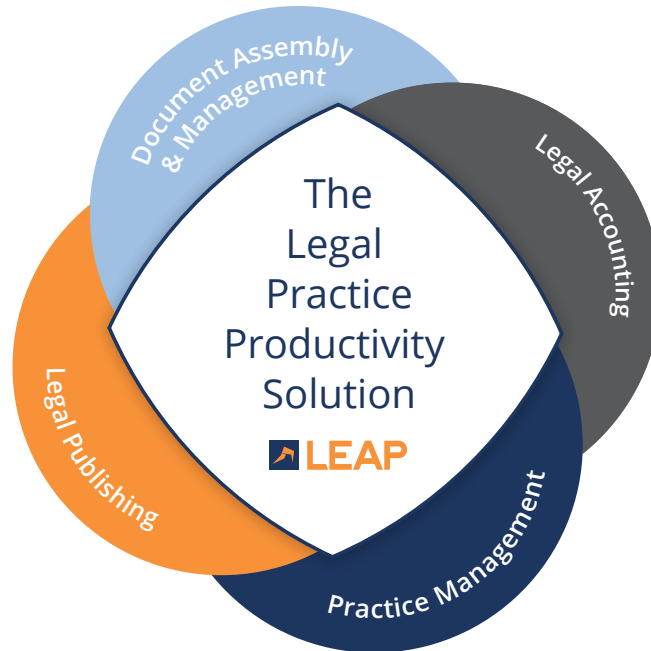 Document Assembly
& Management
Legal Accounting
The
Legal
Practice
Productivity
Solution
LEAP
Legal Publishing
Practice Management